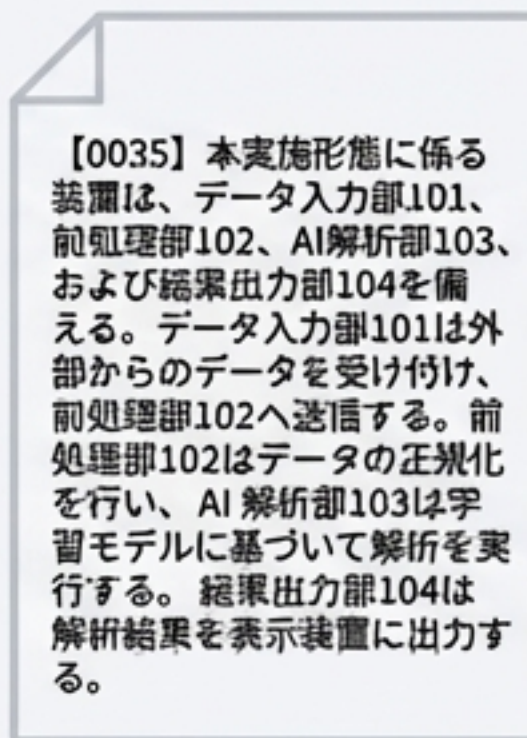 【0035】本実施形態に係る
装置は、データ入力部101、
前処理部102、AI解析部103、
および結果出力部104を備
える。データ入力部101は外
部からのデータを受け付け、
前処理部102へ送信する。前
処理部102はデータの正規化
を行い、AI 解析部103は学
習モデルに基づいて解析を実
行する。結果出力部104は
解析結果を表示装置に出力す
る。